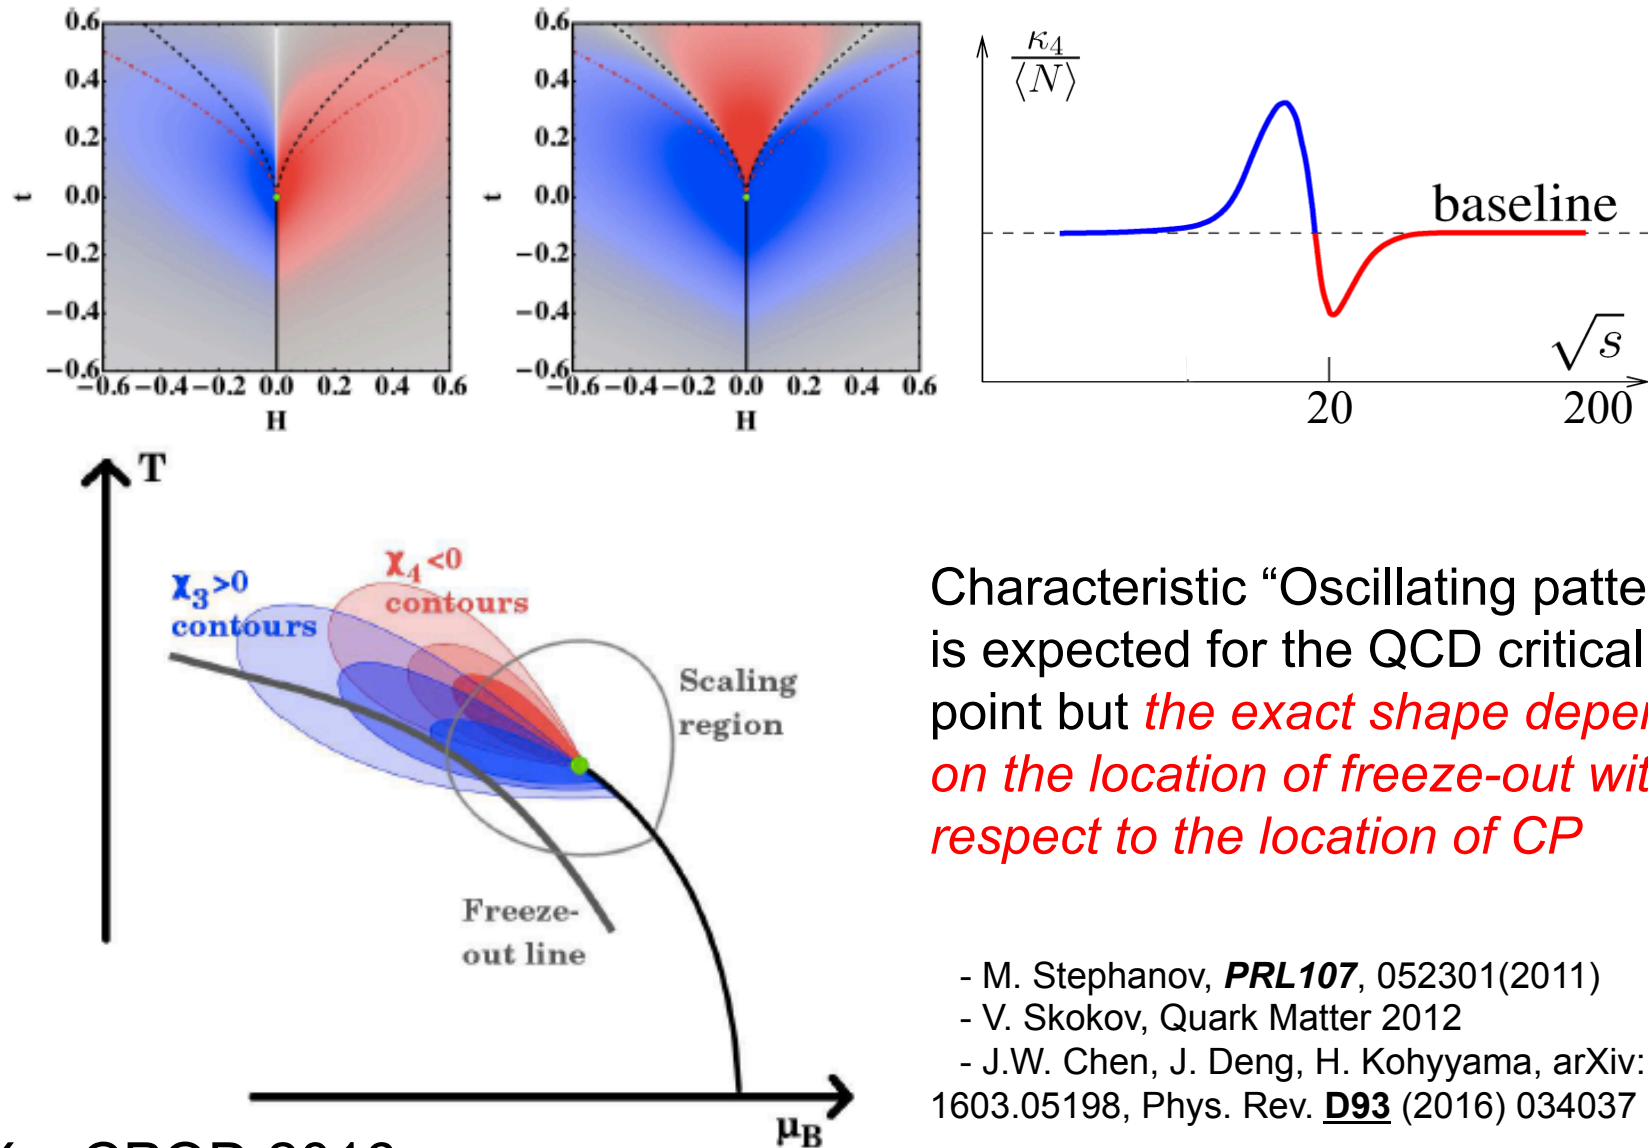 0.6
0.4
0.2
0.0
−0.2
−0.4
−0.6
t
−0.6 −0.4 −0.2 0.0 0.2 0.4 0.6
H
0.6
0.4
0.2
0.0
−0.2
−0.4
−0.6
t
−0.6 −0.4 −0.2 0.0 0.2 0.4 0.6
H
κ4
⟨N⟩
baseline
√s
20 200
T
χ4<0
contours
χ3>0
contours
Scaling
region
Freeze-
out line
μB
Characteristic “Oscillating patte
is expected for the QCD critical
point but the exact shape depe
on the location of freeze-out wit
respect to the location of CP
- M. Stephanov, PRL107, 052301(2011)
- V. Skokov, Quark Matter 2012
- J.W. Chen, J. Deng, H. Kohyyama, arXiv:
1603.05198, Phys. Rev. D93 (2016) 034037